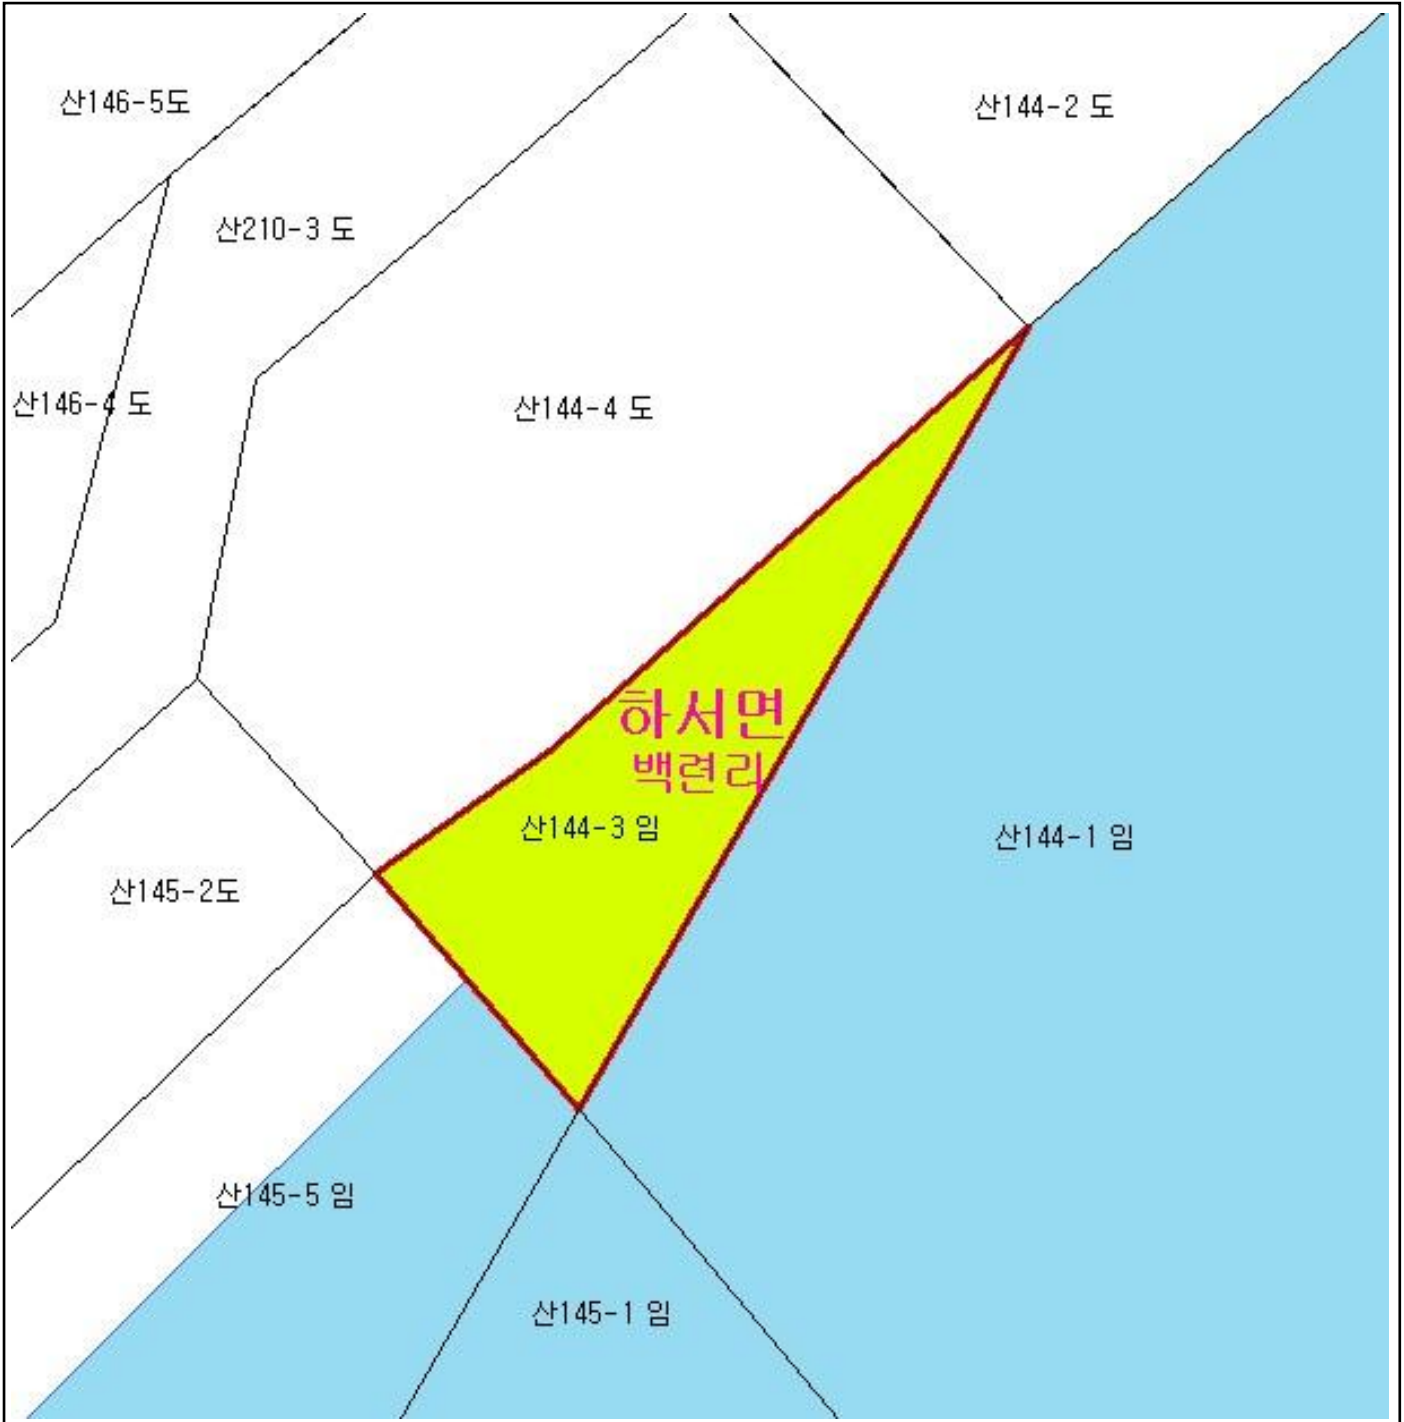 산146-5도
산144-2 도
산210-3 도
산146-4 도
산144-4 도
하서면
백련리
산144-3 임
산144-1 임
산145-2도
산145-5 임
산145-1 임